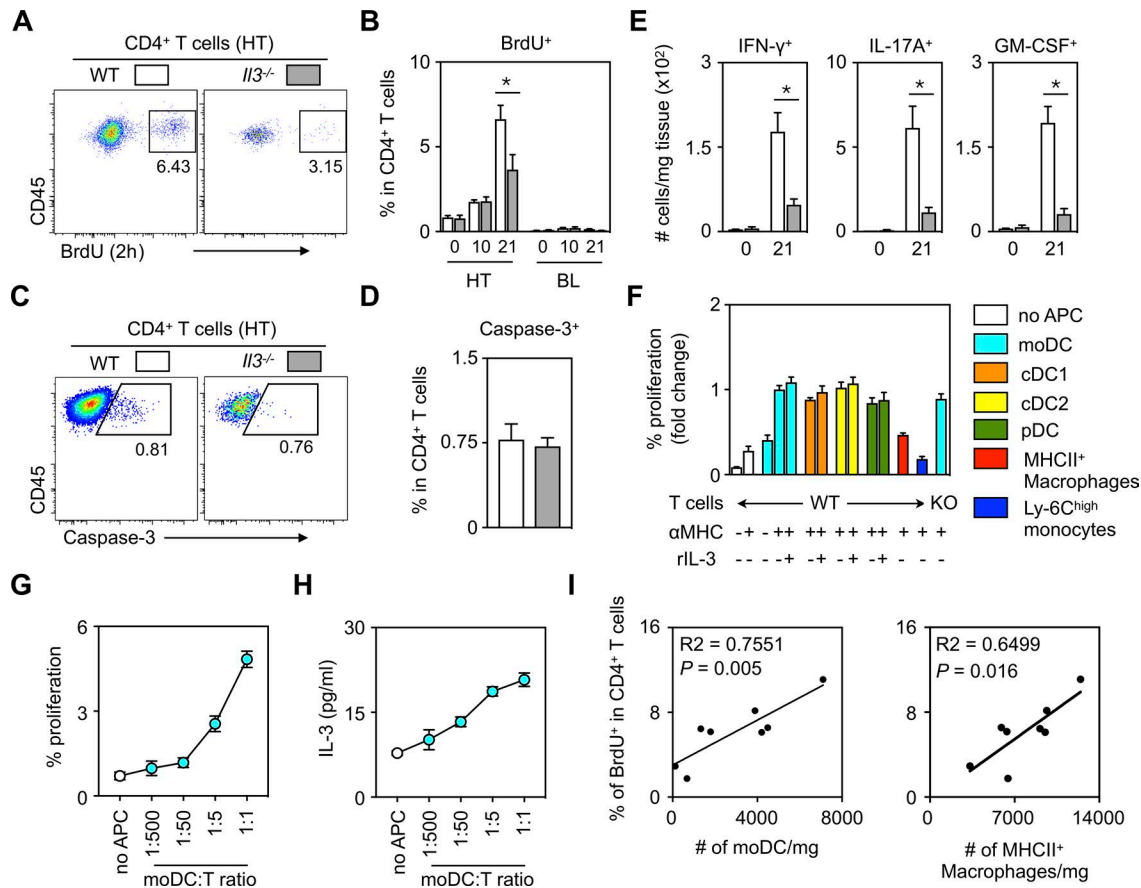 A
CD4⁺ T cells (HT)
WT
Il3⁻/⁻
6.43
3.15
CD45
BrdU (2h)
B
BrdU⁺
% in CD4⁺ T cells
10
5
0
*
0 10 21 0 10 21
HT BL
E
IFN-γ⁺ IL-17A⁺ GM-CSF⁺
# cells/mg tissue (x10²)
3
1.5
0
*
0 21
10
5
0
*
0 21
3
1.5
0
*
0 21
C
CD4⁺ T cells (HT)
WT
Il3⁻/⁻
0.81
0.76
CD45
Caspase-3
D
Caspase-3⁺
% in CD4⁺ T cells
1.5
0.75
0
F
% proliferation
(fold change)
2
1
0
T cells WT KO
αMHC - + - + + + + + + + + + + +
rIL-3 - - - - + - + - + - + - - -
no APC
moDC
cDC1
cDC2
pDC
MHCII⁺
Macrophages
Ly-6Cʰⁱᵍʰ
monocytes
G
% proliferation
6
3
0
no APC
1:500
1:50
1:5
1:1
moDC:T ratio
H
IL-3 (pg/ml)
30
15
0
no APC
1:500
1:50
1:5
1:1
moDC:T ratio
I
% of BrdU⁺ in CD4⁺ T cells
16
8
0
R2 = 0.7551
P = 0.005
0 4000 8000
# of moDC/mg
16
8
0
R2 = 0.6499
P = 0.016
0 7000 14000
# of MHCII⁺
Macrophages/mg